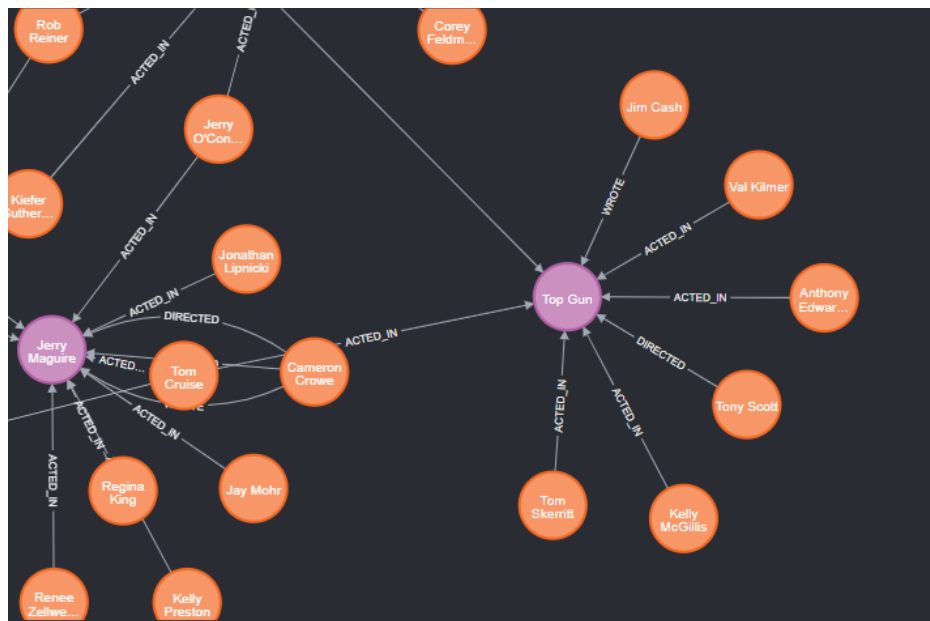 Rob
Reiner
ACTED_IN
ACTED_IN
Corey
Feldm...
Jim Cash
Jerry
O'Con...
WROTE
Val Kilmer
Kiefer
Suther...
ACTED_IN
ACTED_IN
Jonathan
Lipnicki
ACTED_IN
DIRECTED
Top Gun
ACTED_IN
Anthony
Edwar...
Jerry
Maguire
ACTED_IN
ACTED...
Tom
Cruise
Cameron
Crowe
DIRECTED
ACTED_IN
ACTED_IN
ACTED_IN
ACTED_IN
Tony Scott
ACTED_IN
Regina
King
Jay Mohr
Tom
Skerritt
Kelly
McGillis
Renee
Zellwe...
Kelly
Preston